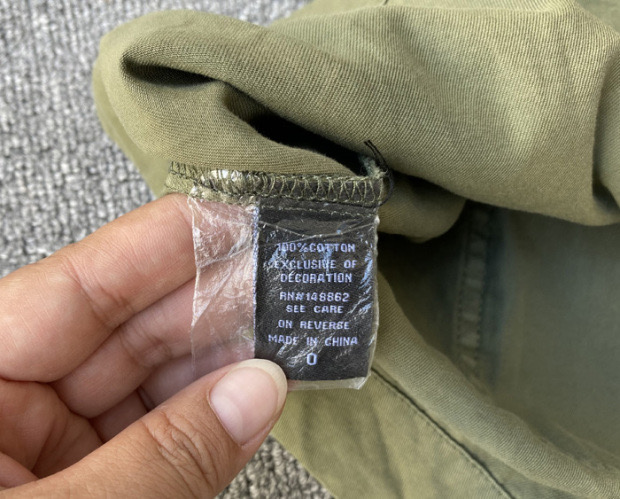 100% COTTON
EXCLUSIVE OF
DECORATION
RN#148862
SEE CARE
ON REVERSE
MADE IN CHINA
0